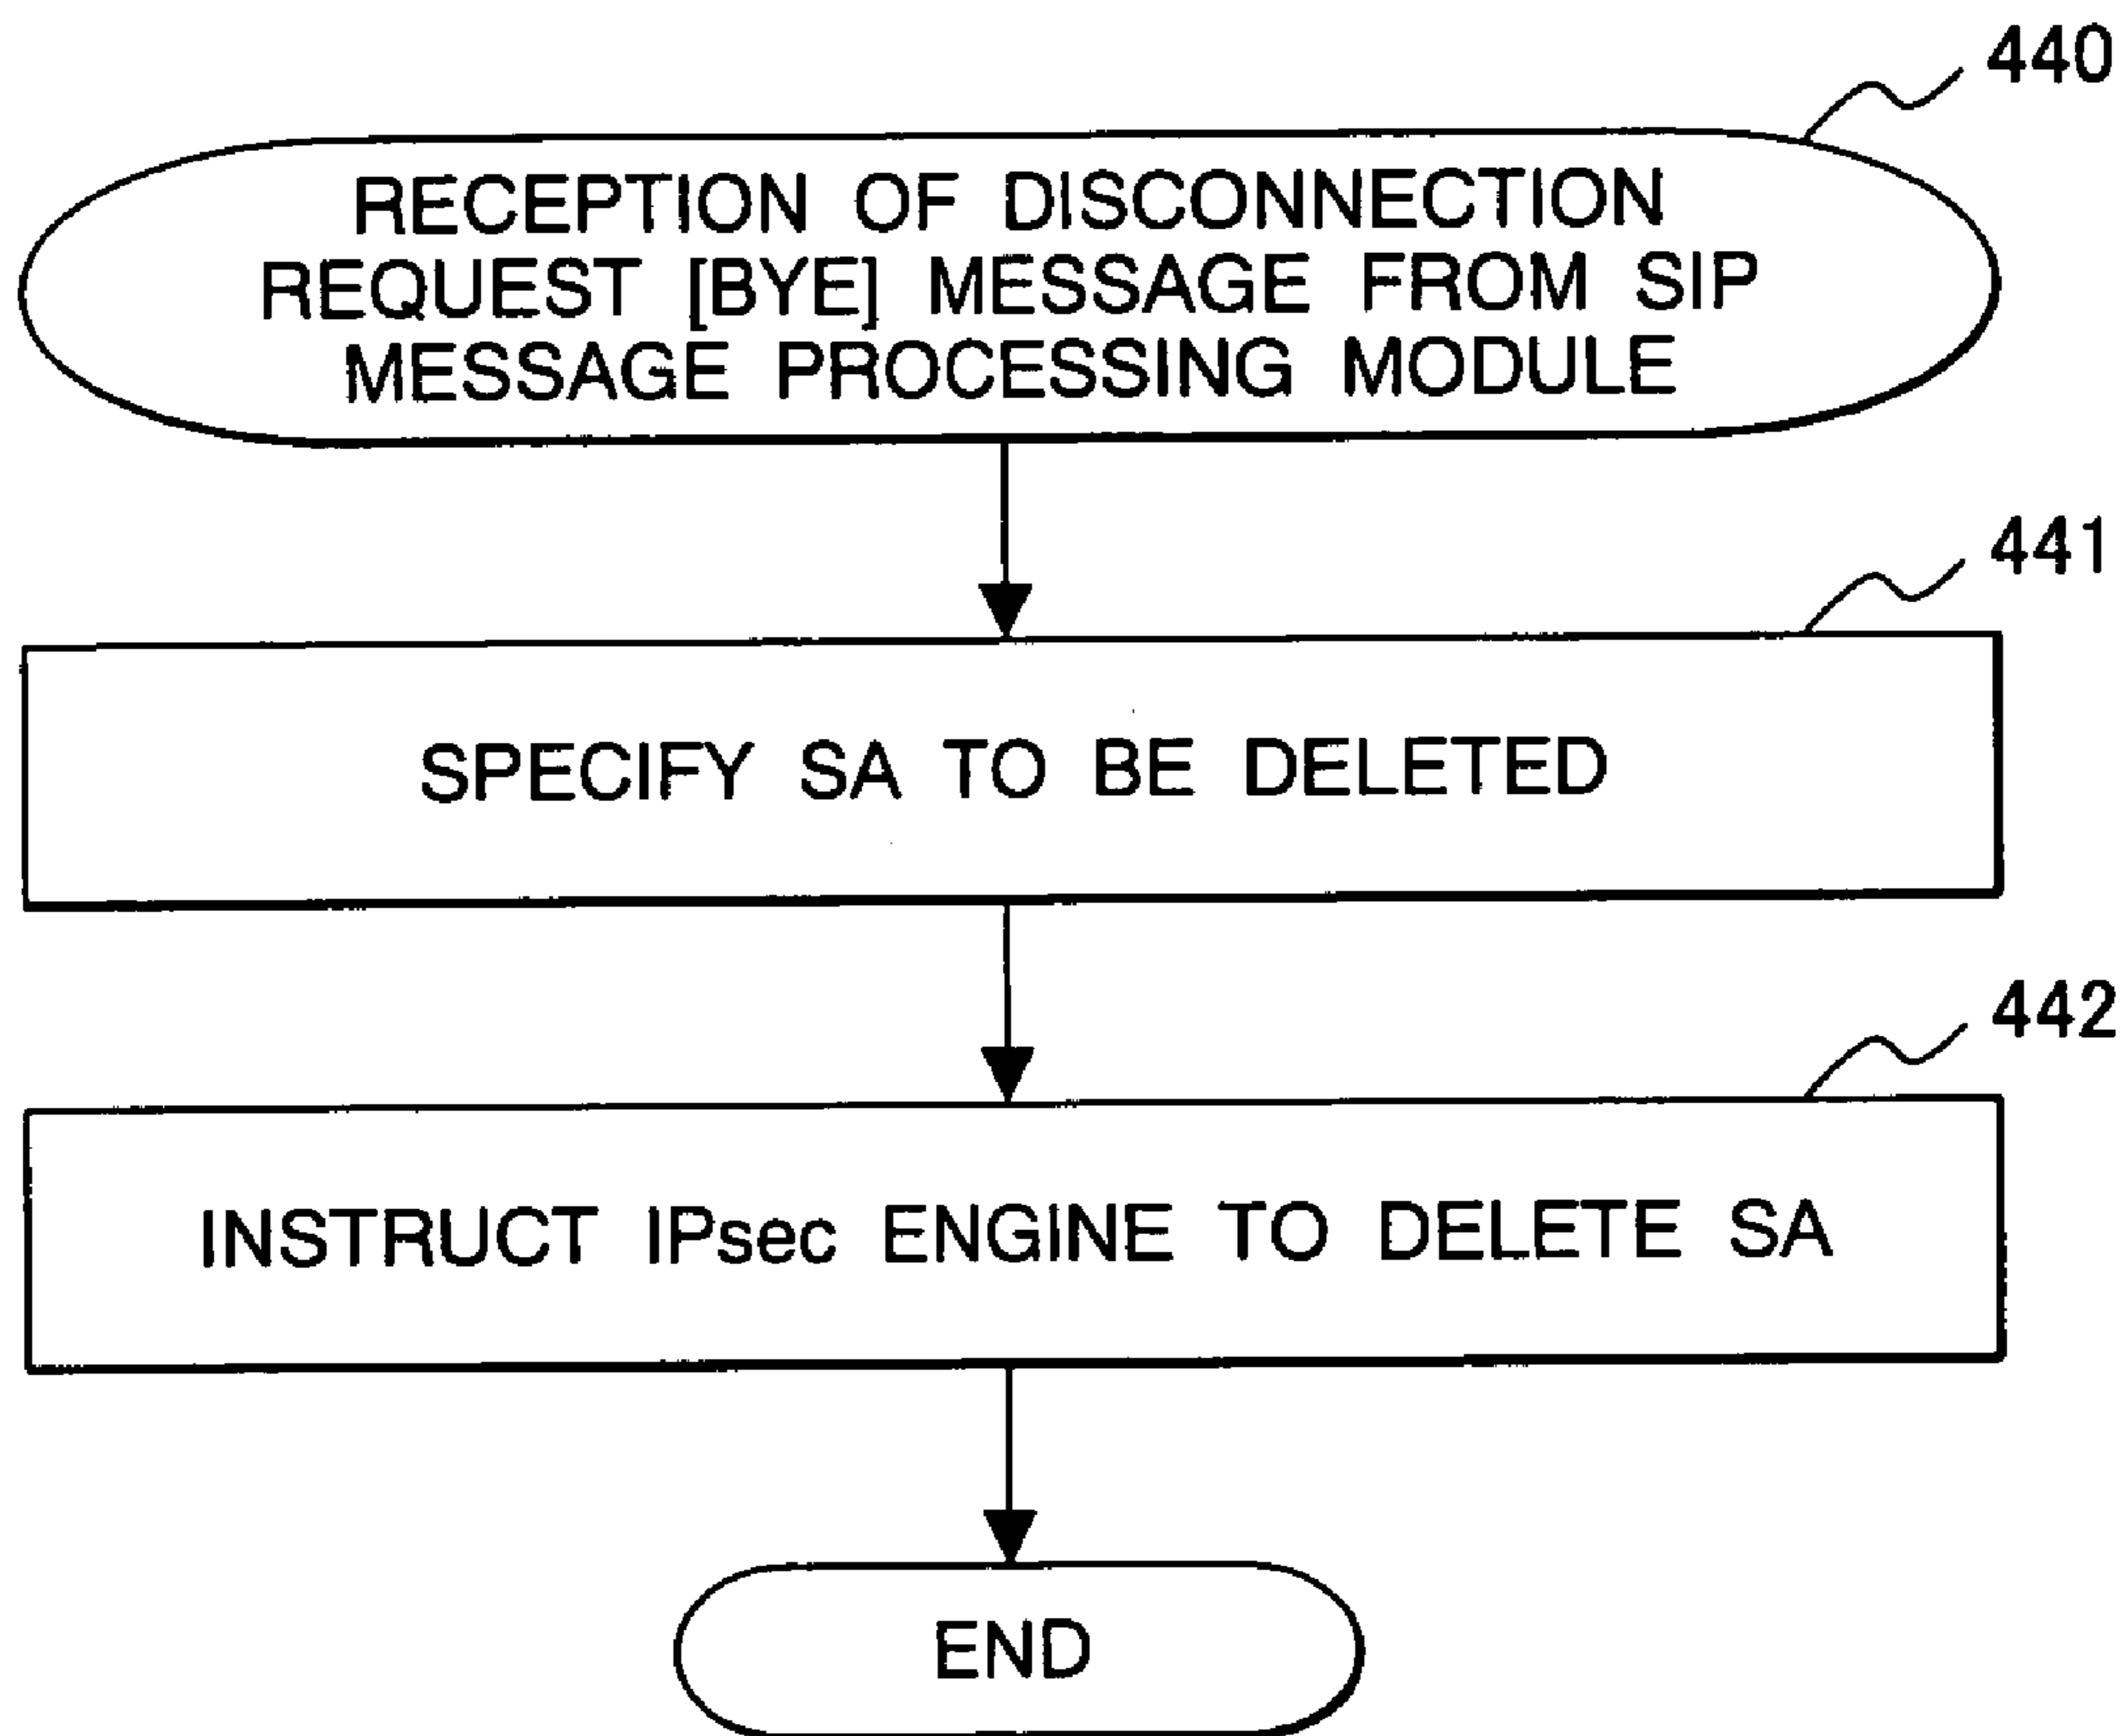 440
RECEPTION OF DISCONNECTION
REQUEST [BYE] MESSAGE FROM SIP
MESSAGE PROCESSING MODULE
441
SPECIFY SA TO BE DELETED
442
INSTRUCT IPsec ENGINE TO DELETE SA
END